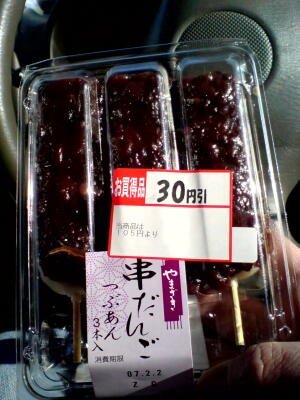 お買得品 30円引
当商品は
105円より
やまざき
串だんご
つぶあん
3本入
消費期限
07.2.2